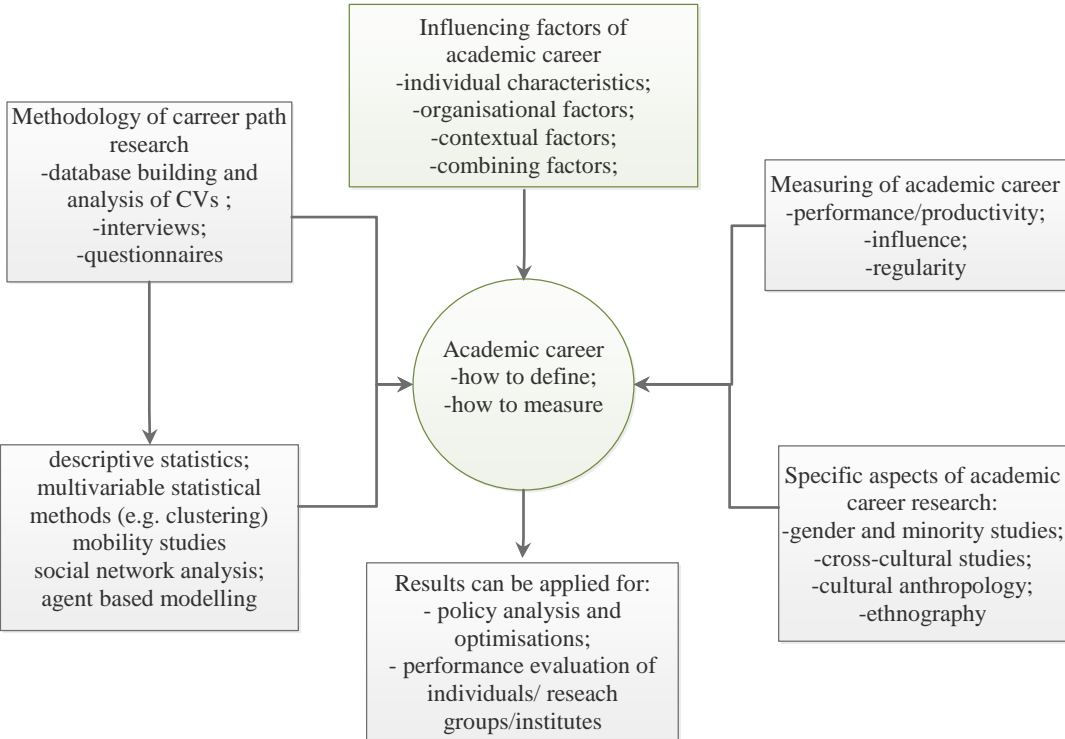 Influencing factors of
academic career
-individual characteristics;
-organisational factors;
-contextual factors;
-combining factors;
Methodology of carreer path
research
-database building and
analysis of CVs ;
-interviews;
-questionnaires
Measuring of academic career
-performance/productivity;
-influence;
-regularity
Academic career
-how to define;
-how to measure
descriptive statistics;
multivariable statistical
methods (e.g. clustering)
mobility studies
social network analysis;
agent based modelling
Specific aspects of academic
career research:
-gender and minority studies;
-cross-cultural studies;
-cultural anthropology;
-ethnography
Results can be applied for:
- policy analysis and
optimisations;
- performance evaluation of
individuals/ reseach
groups/institutes